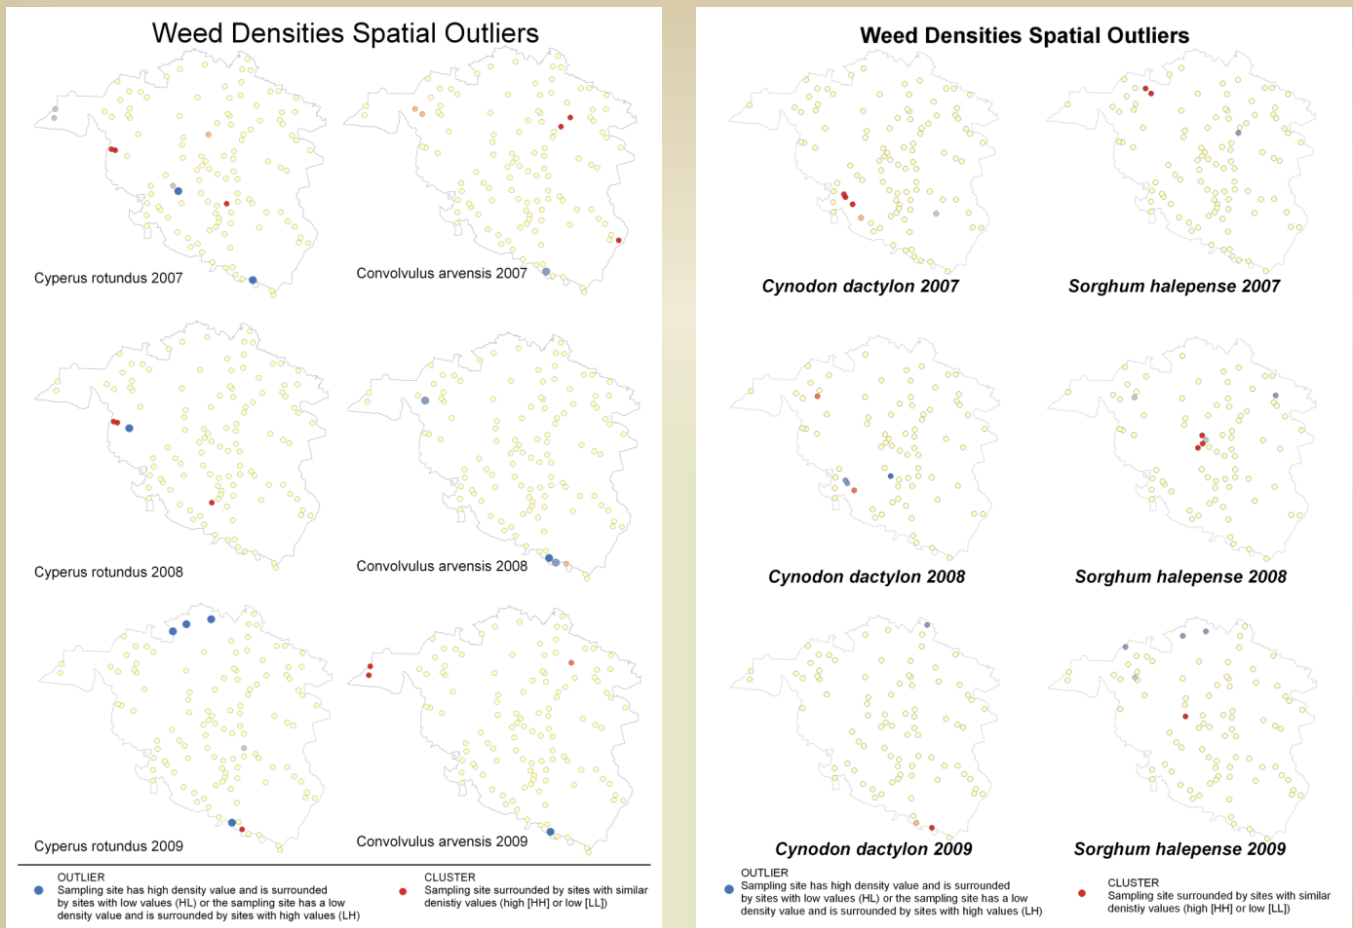 Weed Densities Spatial Outliers
Cyperus rotundus 2007
Convolvulus arvensis 2007
Cyperus rotundus 2008
Convolvulus arvensis 2008
Cyperus rotundus 2009
Convolvulus arvensis 2009
OUTLIER
Sampling site has high density value and is surrounded
by sites with low values (HL) or the sampling site has a low
density value and is surrounded by sites with high values (LH)
CLUSTER
Sampling site surrounded by sites with similar
denistiy values (high [HH] or low [LL])
Weed Densities Spatial Outliers
Cynodon dactylon 2007
Sorghum halepense 2007
Cynodon dactylon 2008
Sorghum halepense 2008
Cynodon dactylon 2009
Sorghum halepense 2009
OUTLIER
Sampling site has high density value and is surrounded
by sites with low values (HL) or the sampling site has a low
density value and is surrounded by sites with high values (LH)
CLUSTER
Sampling site surrounded by sites with similar
denistiy values (high [HH] or low [LL])